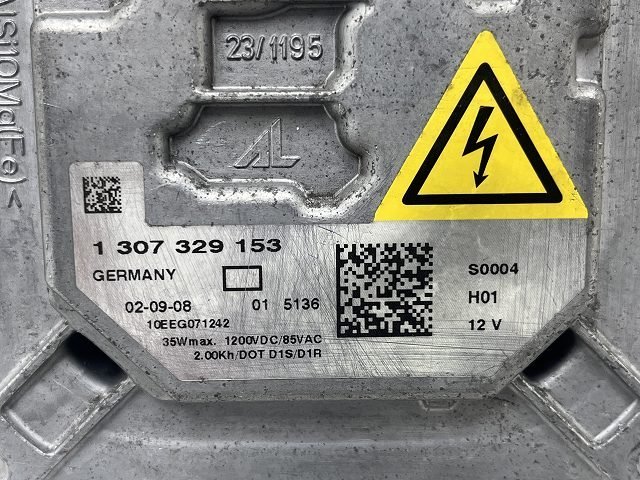 23/1195
AL
1 307 329 153
GERMANY
S0004
02-09-08 01 5136
H01
10EEG071242
12 V
35Wmax. 1200VDC/85VAC
2.00Kh/DOT D1S/D1R